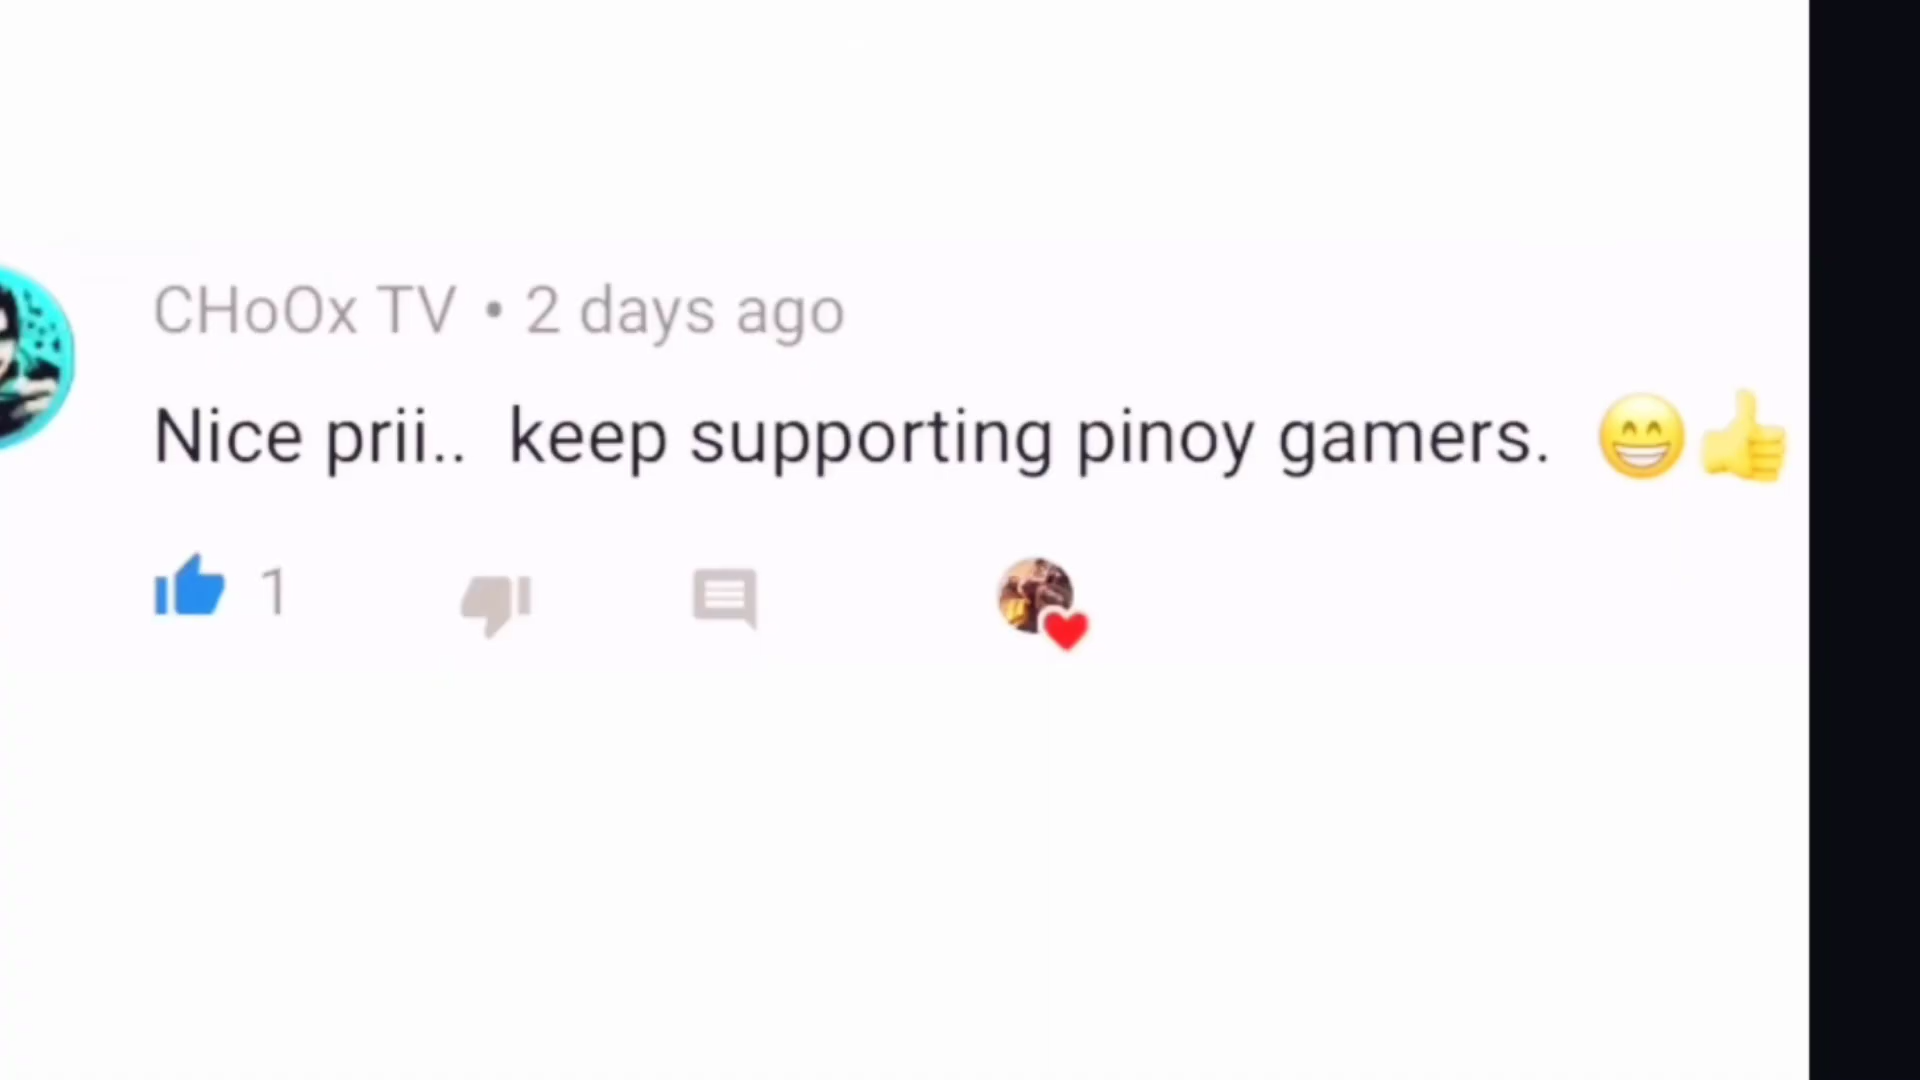 CHoOx TV • 2 days ago
Nice prii..  keep supporting pinoy gamers. 😁👍
1